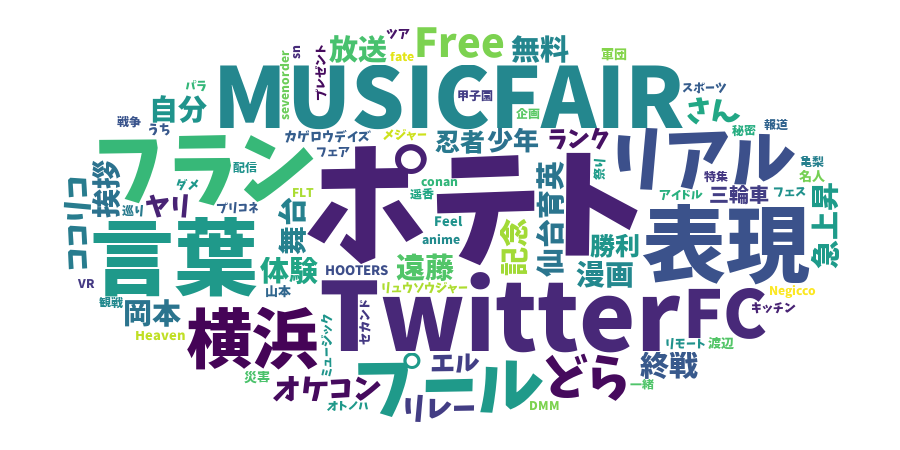 ツア
Free
放送
無料
軍団
fate
sn
sevenorder
プレゼント
MUSICFAIR
パラ
自分
甲子園
スポーツ
さん
企画
戦争
うち
カゲロウデイズ
メジャー
忍者
少年
ランク
秘密
報道
フラン
フェア
ポテト
リアル
亀梨
配信
祭り
特集
名人
ココリコ
挨拶
ダメ
conan
遥香
仙台育英
アイドル
三輪車
フェス
巡り
ヤリ
プリコネ
FLT
舞台
Feel
記念
表現
急上昇
言葉
anime
勝利
体験
HOOTERS
遠藤
漫画
VR
山本
リュウソウジャー
Twitter
FC
Negicco
観戦
岡本
セカンド
キッチン
Heaven
横浜
ミュージック
リモート
渡辺
災害
プール
エル
どら
終戦
一緒
オケコン
オトノハ
リレー
DMM